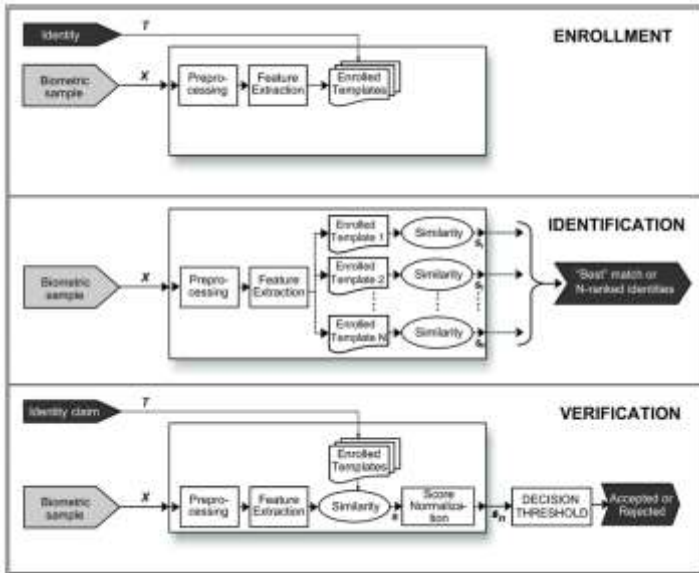 ENROLLMENT
Identity
T
Biometric
sample
X
Prepro-
cessing
Feature
Extraction
Enrolled
Templates
IDENTIFICATION
Biometric
sample
X
Prepro-
cessing
Feature
Extraction
Enrolled
Template 1
Similarity
Enrolled
Template 2
Similarity
Enrolled
Template N
Similarity
"Best" match or
N-ranked identities
VERIFICATION
Identity claim
T
Enrolled
Templates
Biometric
sample
X
Prepro-
cessing
Feature
Extraction
Similarity
s
Score
Normaliza-
tion
sn
DECISION
THRESHOLD
Accepted or
Rejected